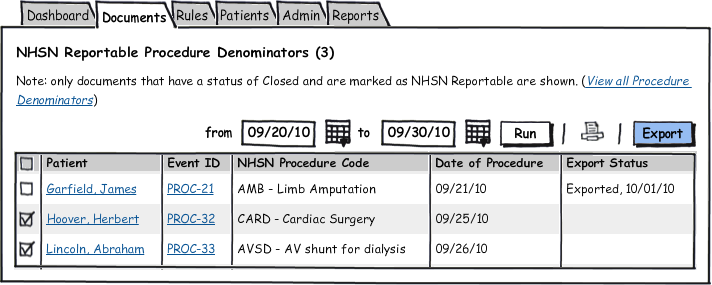 Dashboard Documents Rules Patients Admin Reports
NHSN Reportable Procedure Denominators (3)
Note: only documents that have a status of Closed and are marked as NHSN Reportable are shown. (View all Procedure
Denominators)
from 09/20/10 to 09/30/10 Run | | Export
Patient Event ID NHSN Procedure Code Date of Procedure Export Status
Garfield, James PROC-21 AMB - Limb Amputation 09/21/10 Exported, 10/01/10
Hoover, Herbert PROC-32 CARD - Cardiac Surgery 09/25/10
Lincoln, Abraham PROC-33 AVSD - AV shunt for dialysis 09/26/10